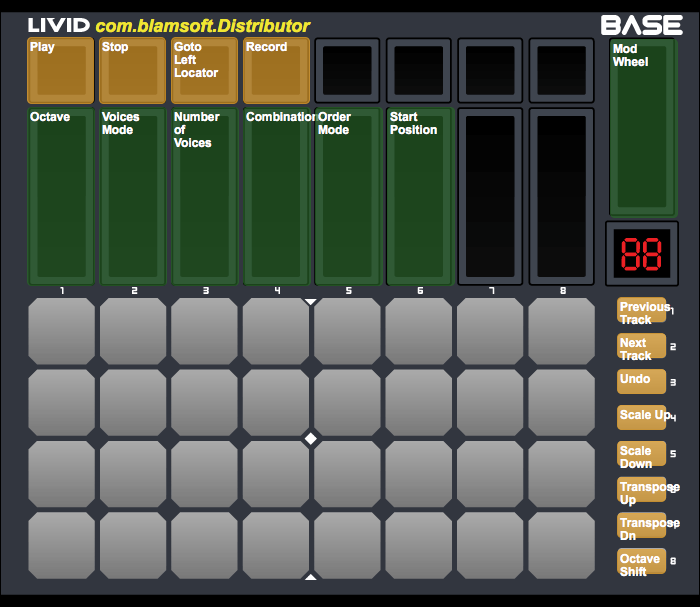 LIVID com.blamsoft.Distributor
BASE
Play
Stop
Goto
Left
Locator
Record
Mod
Wheel
Octave
Voices
Mode
Number
of
Voices
Combination
Order
Mode
Start
Position
88
1 2 3 4 5 6 7 8
Previous
Track
1
Next
Track
2
Undo
3
Scale Up
4
Scale
Down
5
Transpose
Up
6
Transpose
Dn
Octave
Shift
8